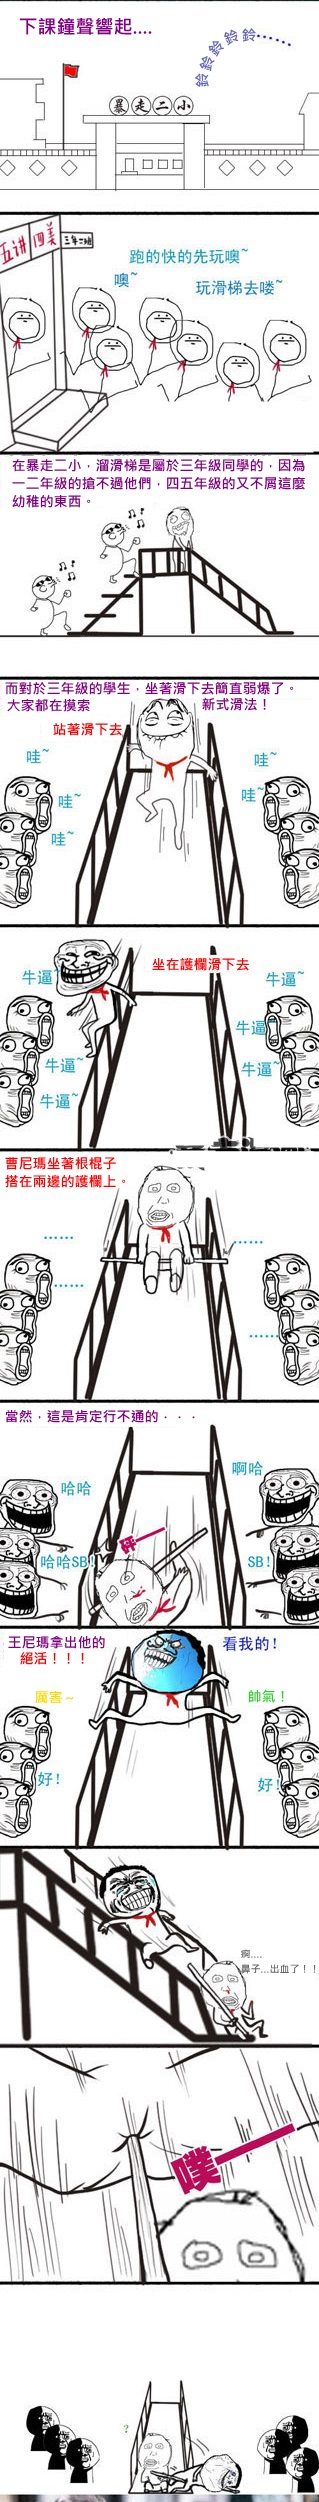 下課鐘聲響起....
鈴鈴鈴鈴鈴……
暴走二小
五讲四美
三年二班
跑的快的先玩噢~
噢~
玩滑梯去喽~
在暴走二小，溜滑梯是屬於三年級同學的，因為
一二年級的搶不過他們，四五年級的又不屑這麼
幼稚的東西。
而對於三年級的學生，坐著滑下去簡直弱爆了。
大家都在摸索 新式滑法！
站著滑下去
哇~
哇~
哇~
哇~
哇~
坐在護欄滑下去
牛逼~
牛逼~
牛逼~
牛逼~
牛逼~
牛逼
牛逼~
曹尼瑪坐著根棍子
搭在兩邊的護欄上。
……
……
……
……
當然，這是肯定行不通的．．．
哈哈
啊哈
哈哈SB!
SB!
王尼瑪拿出他的
絕活！！！
看我的！
厲害~
帥氣！
好！
好！
痾....
鼻子...出血了！！
噗——
?